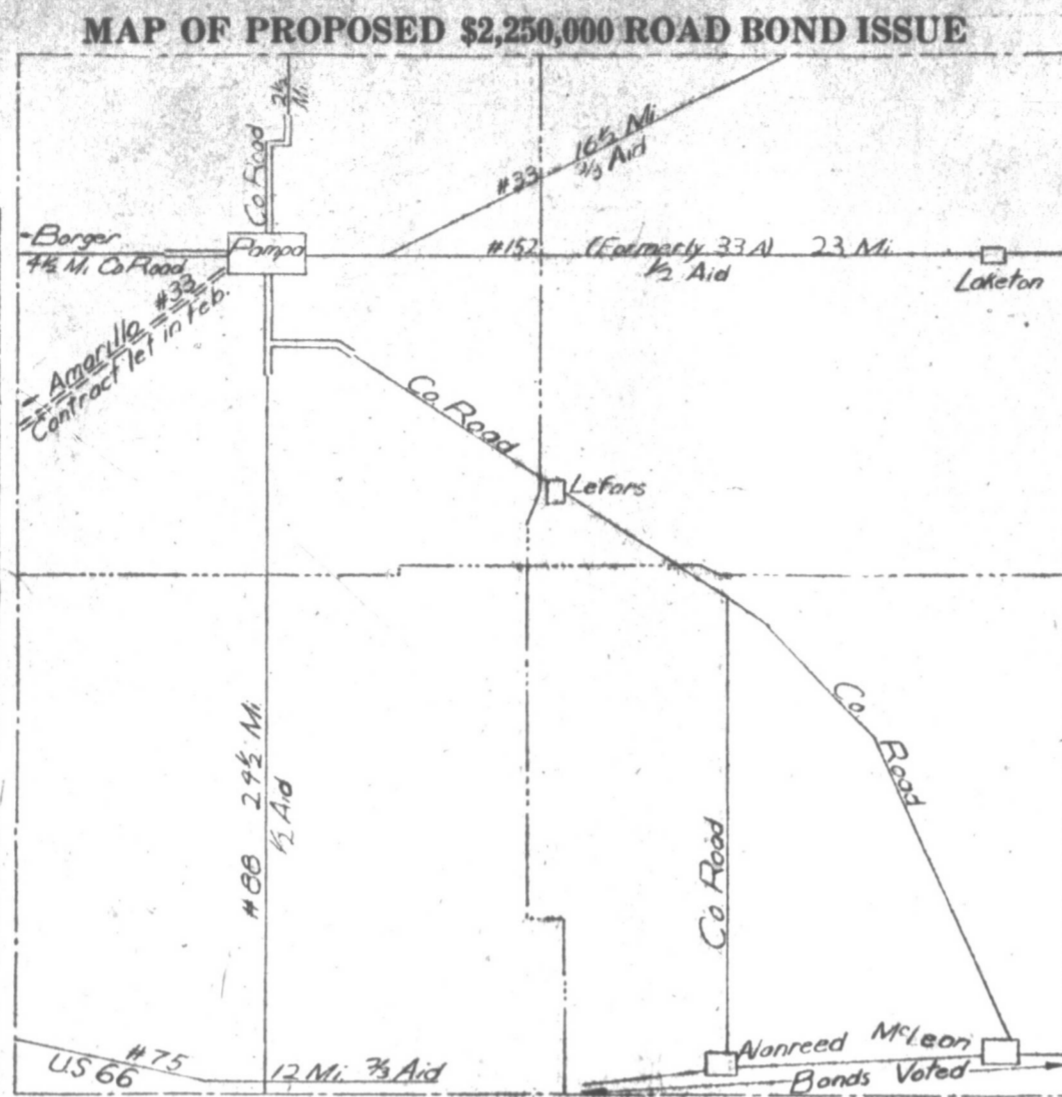 MAP OF PROPOSED $2,250,000 ROAD BOND ISSUE
2½ Mi.
Co Road
16½ Mi
⅔ Aid
#33
Borger
Pampa
#152 (Formerly 33 A) 23 Mi
½ Aid
4½ Mi Co Road
Laketon
#33
Amarillo
Contract let in Feb.
Co Road
LeFors
Co. Road
#88 29½ Mi
½ Aid
Co Road
#75
US 66
12 Mi. ⅔ Aid
Alanreed
McLean
Bonds Voted